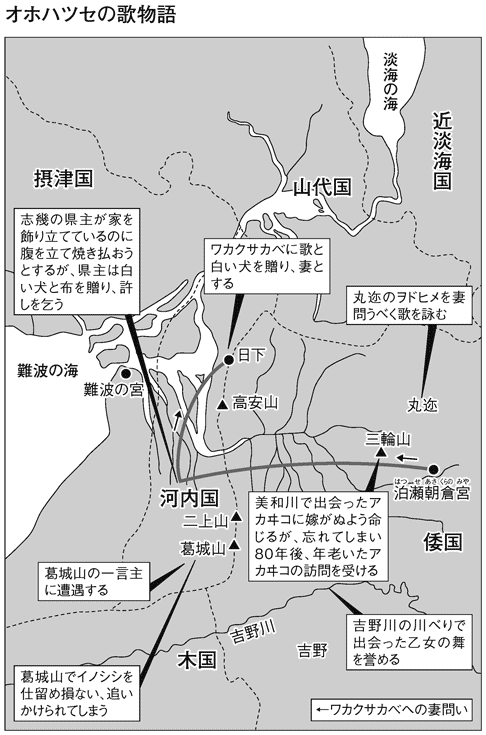 オホハツセの歌物語
淡海の海
近淡海国
摂津国
山代国
志幾の県主が家を
飾り立てているのに
腹を立て焼き払おう
とするが、県主は白
い犬と布を贈り、許
しを乞う
ワカクサカベに歌と
白い犬を贈り、妻と
する
丸迩のヲドヒメを妻
問うべく歌を詠む
難波の海
難波の宮
日下
高安山
丸迩
三輪山
はつせあさくらのみや
泊瀬朝倉宮
河内国
二上山
葛城山
美和川で出会ったア
カヰコに嫁がぬよう命
じるが、忘れてしまい
80年後、年老いたア
カヰコの訪問を受ける
倭国
葛城山の一言主
に遭遇する
吉野川の川べりで
出会った乙女の舞
を誉める
吉野川
吉野
木国
葛城山でイノシシを
仕留め損ない、追い
かけられてしまう
←ワカクサカベへの妻問い